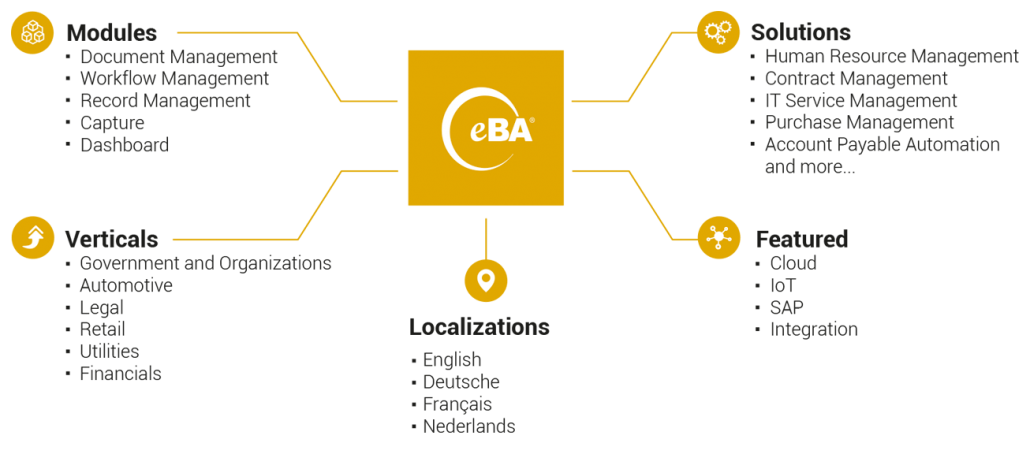 Modules
▪ Document Management
▪ Workflow Management
▪ Record Management
▪ Capture
▪ Dashboard
eBA®
Solutions
▪ Human Resource Management
▪ Contract Management
▪ IT Service Management
▪ Purchase Management
▪ Account Payable Automation
and more...
Verticals
▪ Government and Organizations
▪ Automotive
▪ Legal
▪ Retail
▪ Utilities
▪ Financials
Localizations
▪ English
▪ Deutsche
▪ Français
▪ Nederlands
Featured
▪ Cloud
▪ IoT
▪ SAP
▪ Integration